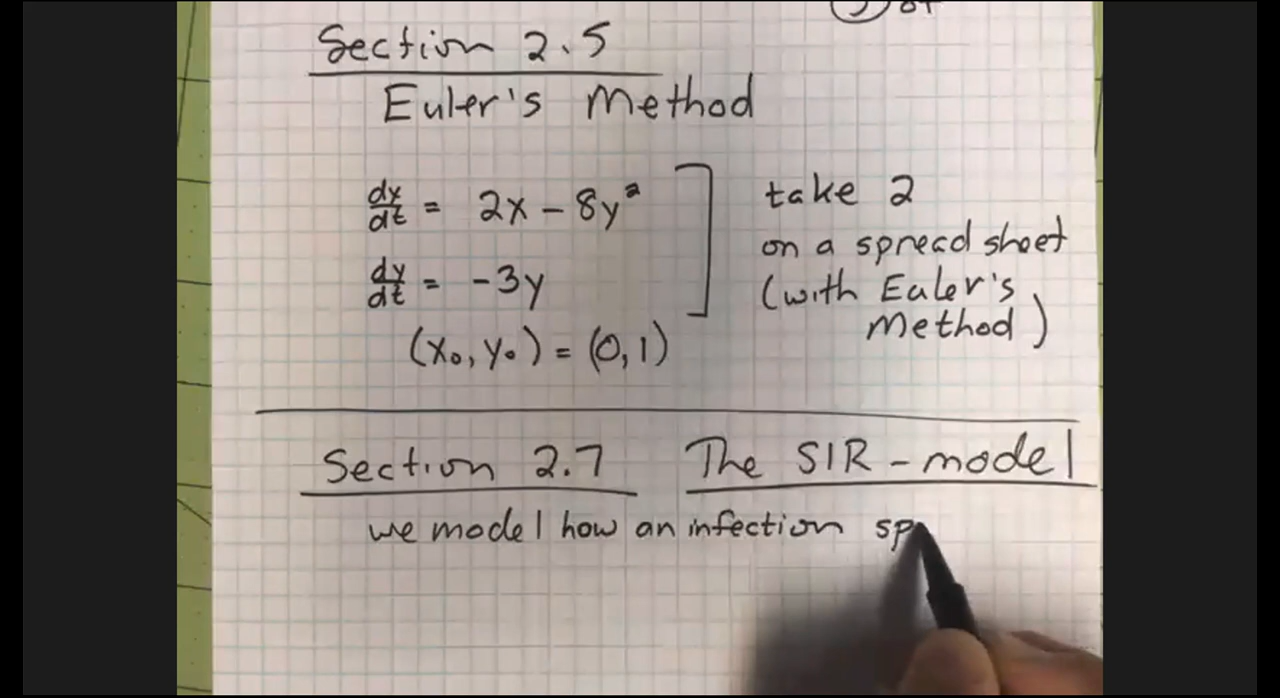 Section 2.5
Euler's Method
dx/dt = 2x - 8y²
dy/dt = -3y
(x₀, y₀) = (0,1)
take 2
on a spread sheet
(with Euler's
Method)
Section 2.7 The SIR-model
we model how an infection sp